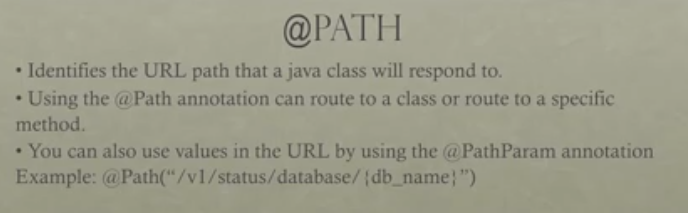 @PATH
• Identifies the URL path that a java class will respond to.
• Using the @Path annotation can route to a class or route to a specific
method.
• You can also use values in the URL by using the @PathParam annotation
Example: @Path(“/v1/status/database/{db_name}”)